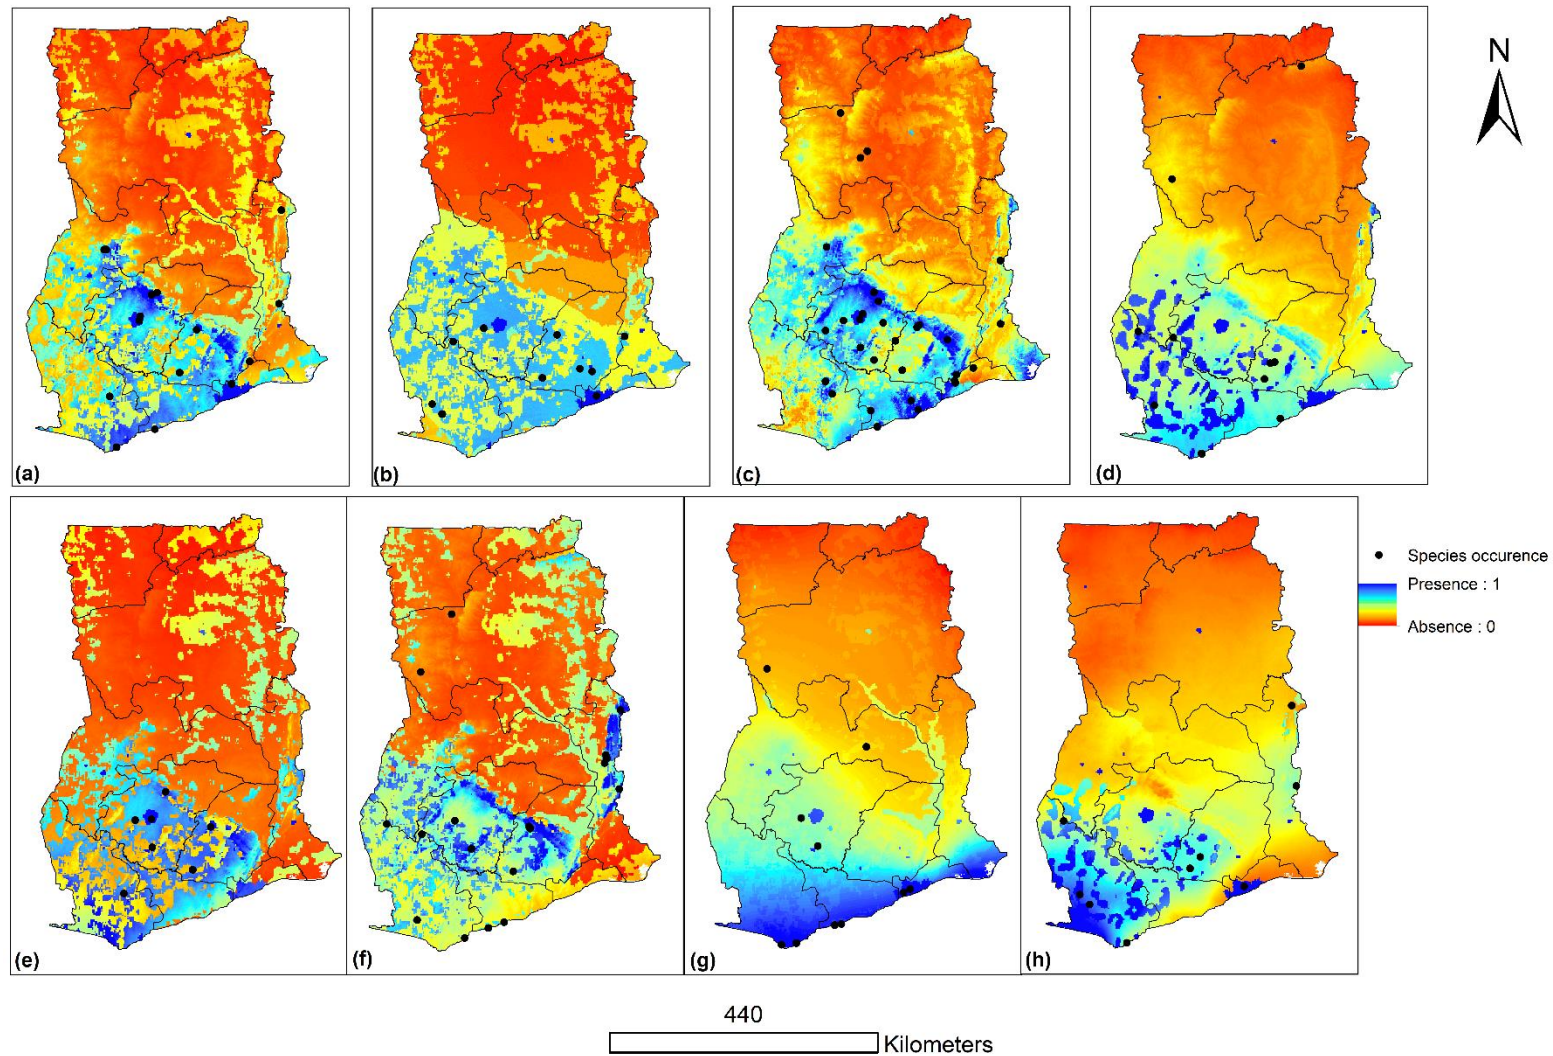 N
(a)
(b)
(c)
(d)
Species occurence
Presence : 1
Absence : 0
(e)
(f)
(g)
(h)
440
Kilometers